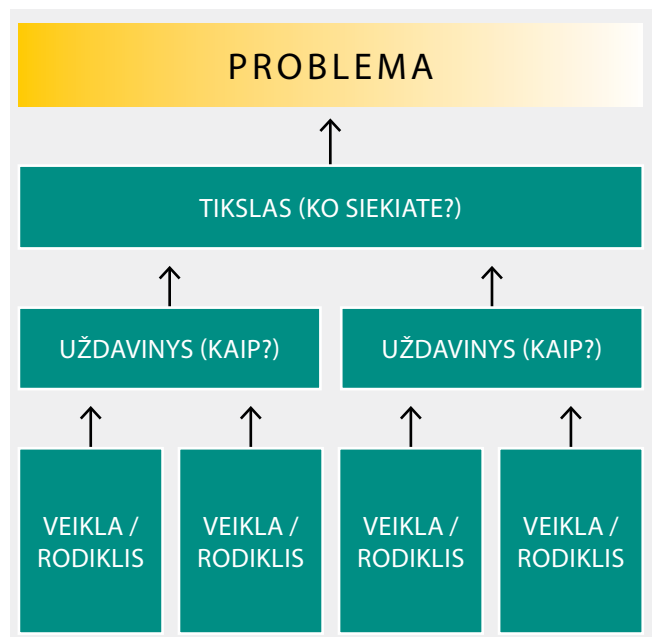 PROBLEMA
TIKSLAS (KO SIEKIATE?)
UŽDAVINYS (KAIP?)
UŽDAVINYS (KAIP?)
VEIKLA /
RODIKLIS
VEIKLA /
RODIKLIS
VEIKLA /
RODIKLIS
VEIKLA /
RODIKLIS